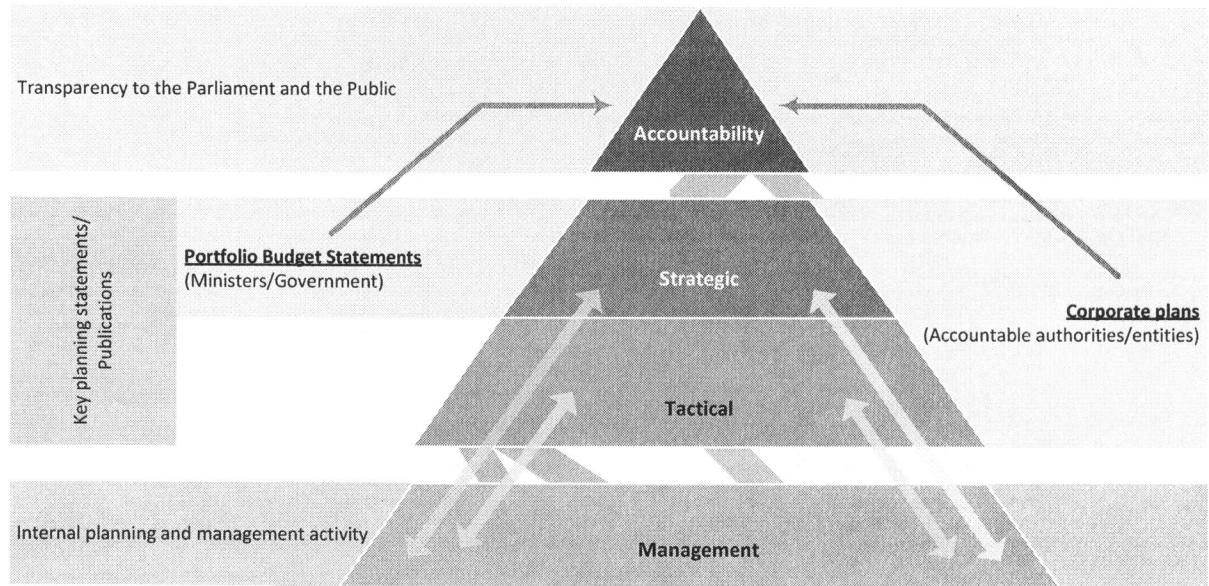 Transparency to the Parliament and the Public
Accountability
Key planning statements/
Publications
Portfolio Budget Statements
(Ministers/Government)
Strategic
Corporate plans
(Accountable authorities/entities)
Tactical
Internal planning and management activity
Management